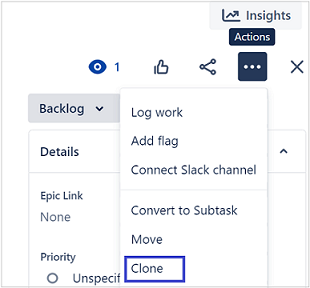 Insights
Actions
1
Backlog
Log work
Add flag
Connect Slack channel
Details
Convert to Subtask
Epic Link
None
Move
Priority
Clone
Unspecif